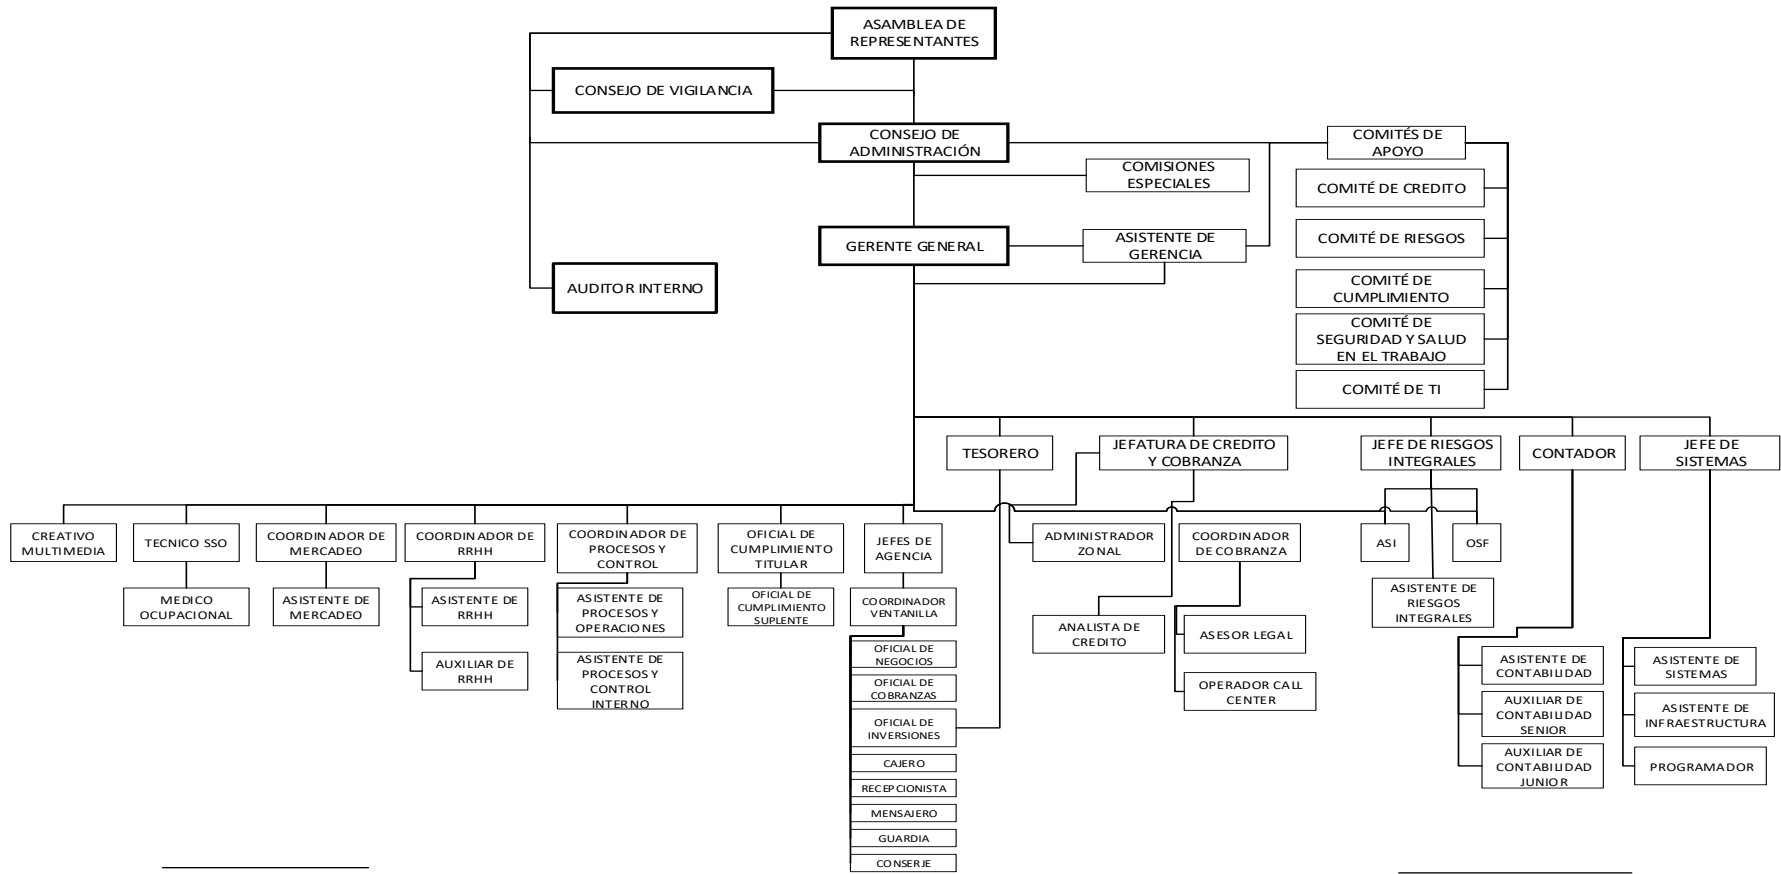 ASAMBLEA DE
REPRESENTANTES
CONSEJO DE VIGILANCIA
CONSEJO DE
ADMINISTRACIÓN
COMITÉS DE
APOYO
COMISIONES
ESPECIALES
COMITÉ DE CREDITO
GERENTE GENERAL
ASISTENTE DE
GERENCIA
COMITÉ DE RIESGOS
AUDITOR INTERNO
COMITÉ DE
CUMPLIMIENTO
COMITÉ DE
SEGURIDAD Y SALUD
EN EL TRABAJO
COMITÉ DE TI
TESORERO
JEFATURA DE CREDITO
Y COBRANZA
JEFE DE RIESGOS
INTEGRALES
CONTADOR
JEFE DE
SISTEMAS
CREATIVO
MULTIMEDIA
TECNICO SSO
COORDINADOR DE
MERCADEO
COORDINADOR DE
RRHH
COORDINADOR DE
PROCESOS Y
CONTROL
OFICIAL DE
CUMPLIMIENTO
TITULAR
JEFES DE
AGENCIA
ADMINISTRADOR
ZONAL
COORDINADOR
DE COBRANZA
ASI
OSF
MEDICO
OCUPACIONAL
ASISTENTE DE
MERCADEO
ASISTENTE DE
RRHH
ASISTENTE DE
PROCESOS Y
OPERACIONES
OFICIAL DE
CUMPLIMIENTO
SUPLENTE
COORDINADOR
VENTANILLA
ANALISTA DE
CREDITO
ASESOR LEGAL
ASISTENTE DE
RIESGOS
INTEGRALES
AUXILIAR DE
RRHH
ASISTENTE DE
PROCESOS Y
CONTROL
INTERNO
OFICIAL DE
NEGOCIOS
OFICIAL DE
COBRANZAS
OFICIAL DE
INVERSIONES
CAJERO
RECEPCIONISTA
MENSAJERO
GUARDIA
CONSERJE
OPERADOR CALL
CENTER
ASISTENTE DE
CONTABILIDAD
AUXILIAR DE
CONTABILIDAD
SENIOR
AUXILIAR DE
CONTABILIDAD
JUNIOR
ASISTENTE DE
SISTEMAS
ASISTENTE DE
INFRAESTRUCTURA
PROGRAMADOR